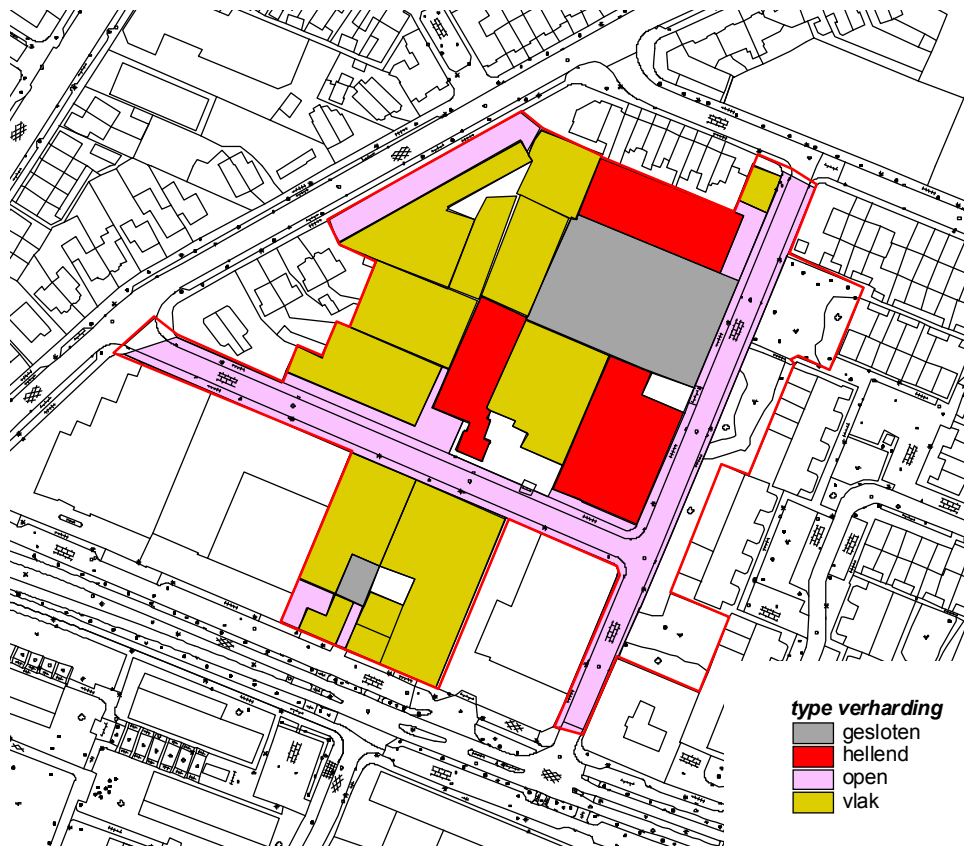 type verharding
gesloten
hellend
open
vlak